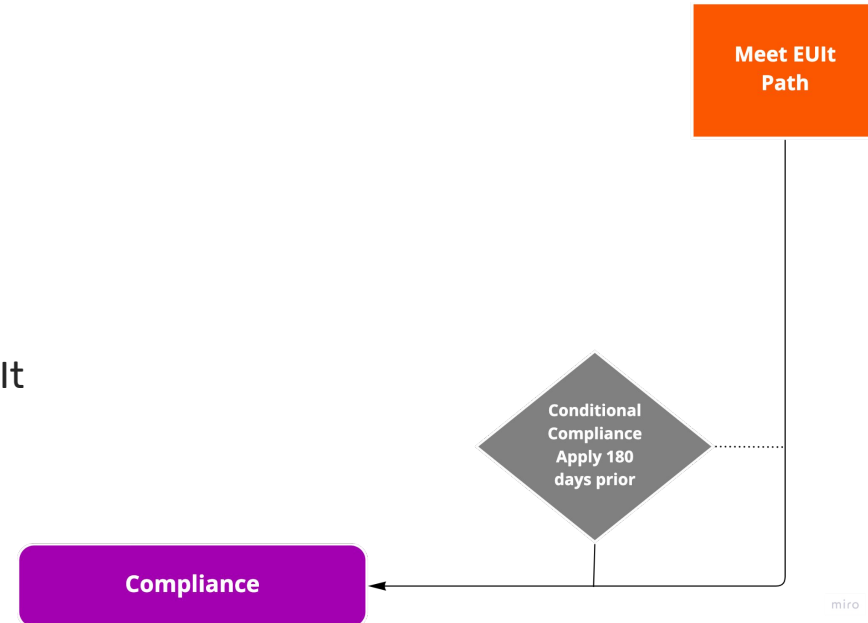 Meet EUIt
Path
It
Conditional
Compliance
Apply 180
days prior
Compliance
miro